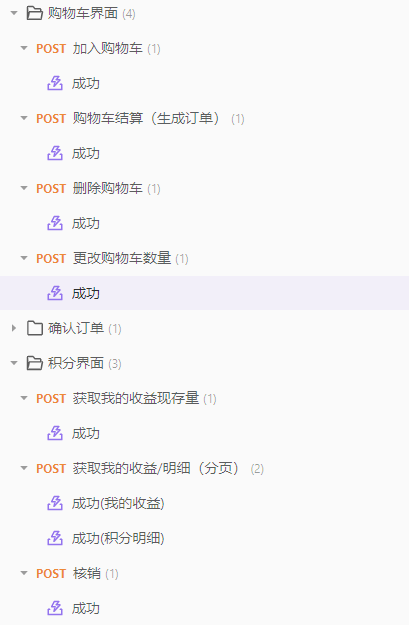 购物车界面 (4)
POST 加入购物车 (1)
成功
POST 购物车结算（生成订单） (1)
成功
POST 删除购物车 (1)
成功
POST 更改购物车数量 (1)
成功
确认订单 (1)
积分界面 (3)
POST 获取我的收益现存量 (1)
成功
POST 获取我的收益/明细（分页） (2)
成功(我的收益)
成功(积分明细)
POST 核销 (1)
成功